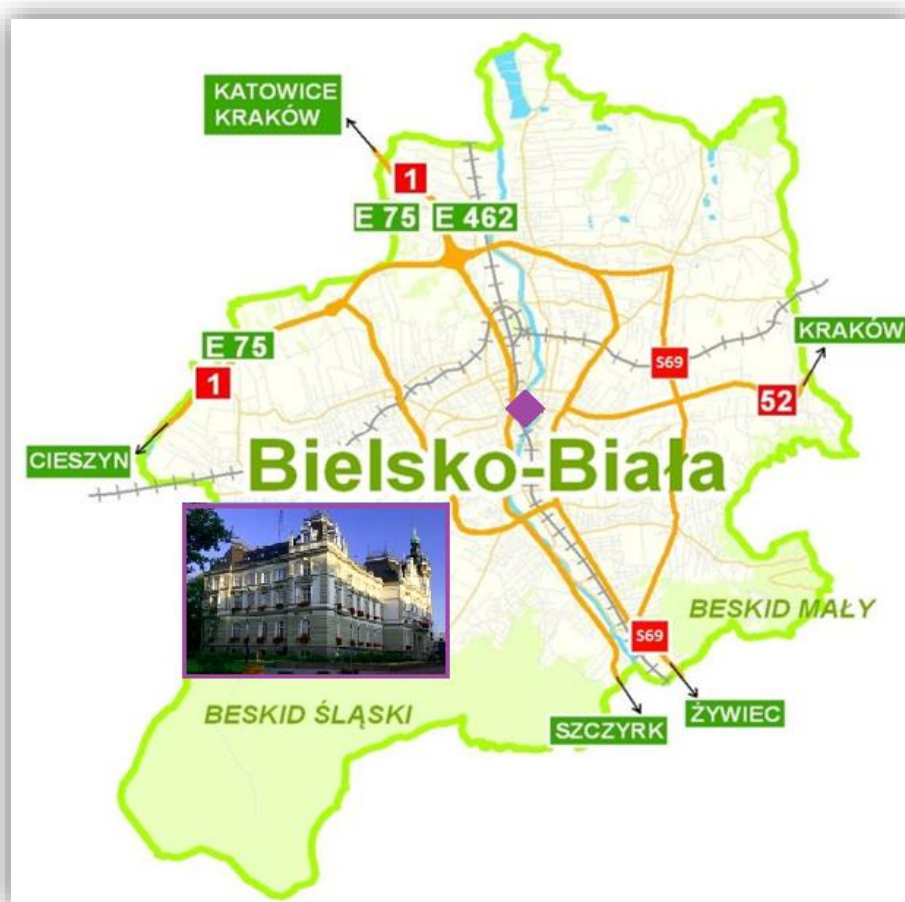 KATOWICE
KRAKÓW
1
E 75
E 462
E 75
1
KRAKÓW
S69
52
CIESZYN
Bielsko-Biała
BESKID MAŁY
S69
BESKID ŚLĄSKI
ŻYWIEC
SZCZYRK